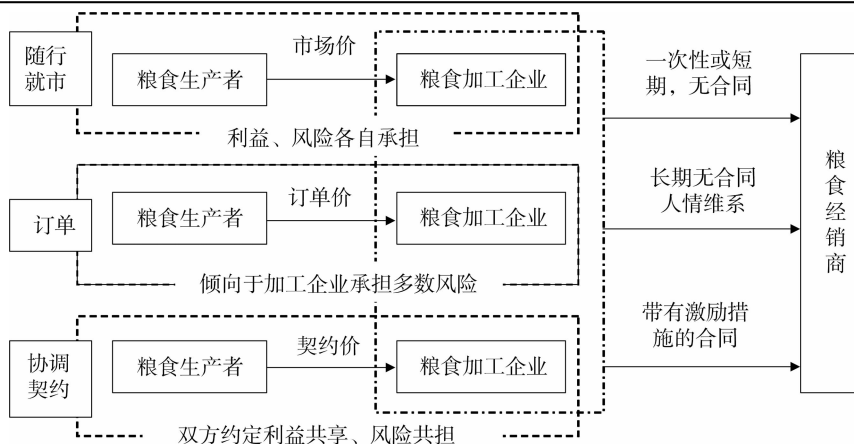 随行
就市
粮食生产者
市场价
粮食加工企业
利益、风险各自承担
订单
粮食生产者
订单价
粮食加工企业
倾向于加工企业承担多数风险
协调
契约
粮食生产者
契约价
粮食加工企业
双方约定利益共享、风险共担
一次性或短
期，无合同
长期无合同
人情维系
带有激励措
施的合同
粮
食
经
销
商